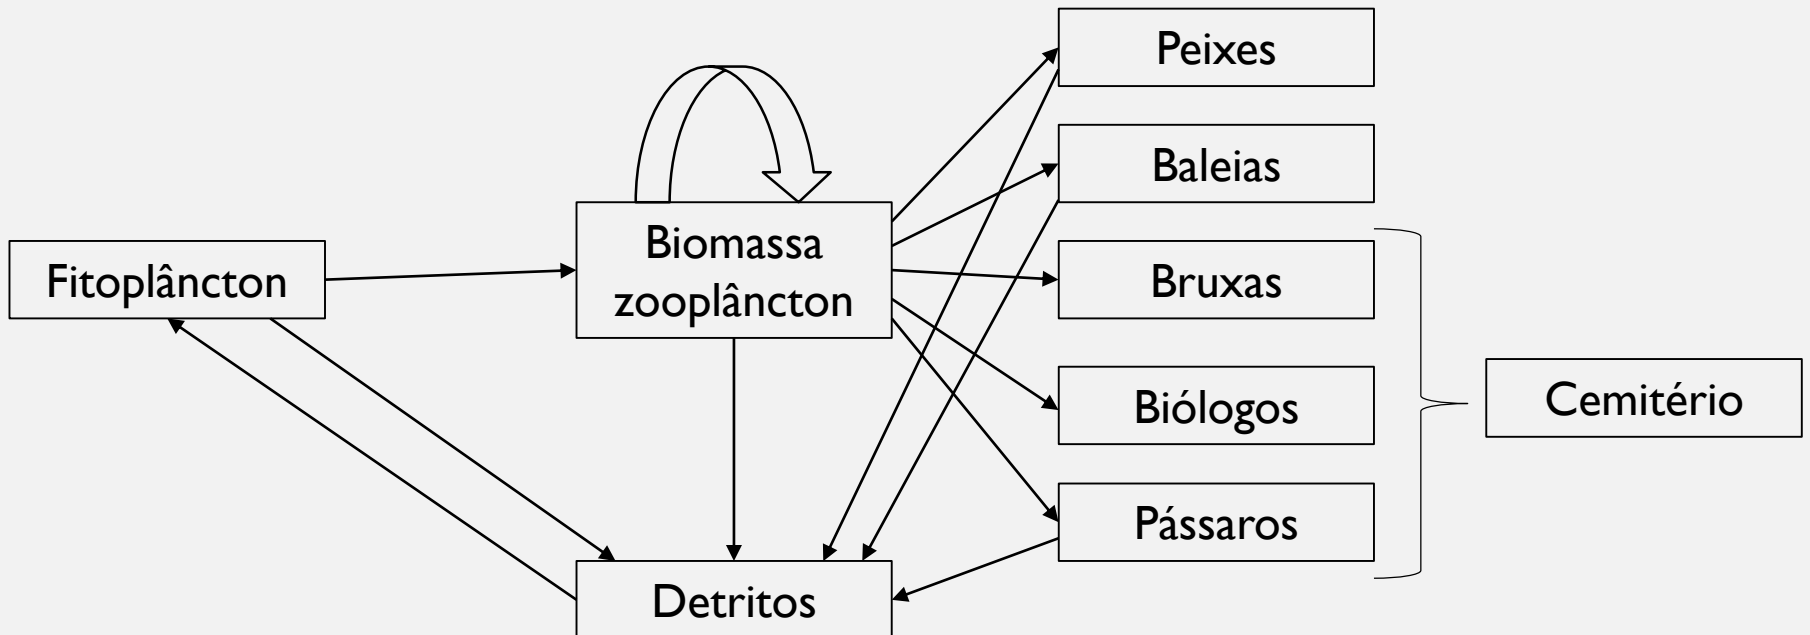 Peixes
Baleias
Biomassa
zooplâncton
Fitoplâncton
Bruxas
Biólogos
Cemitério
Pássaros
Detritos